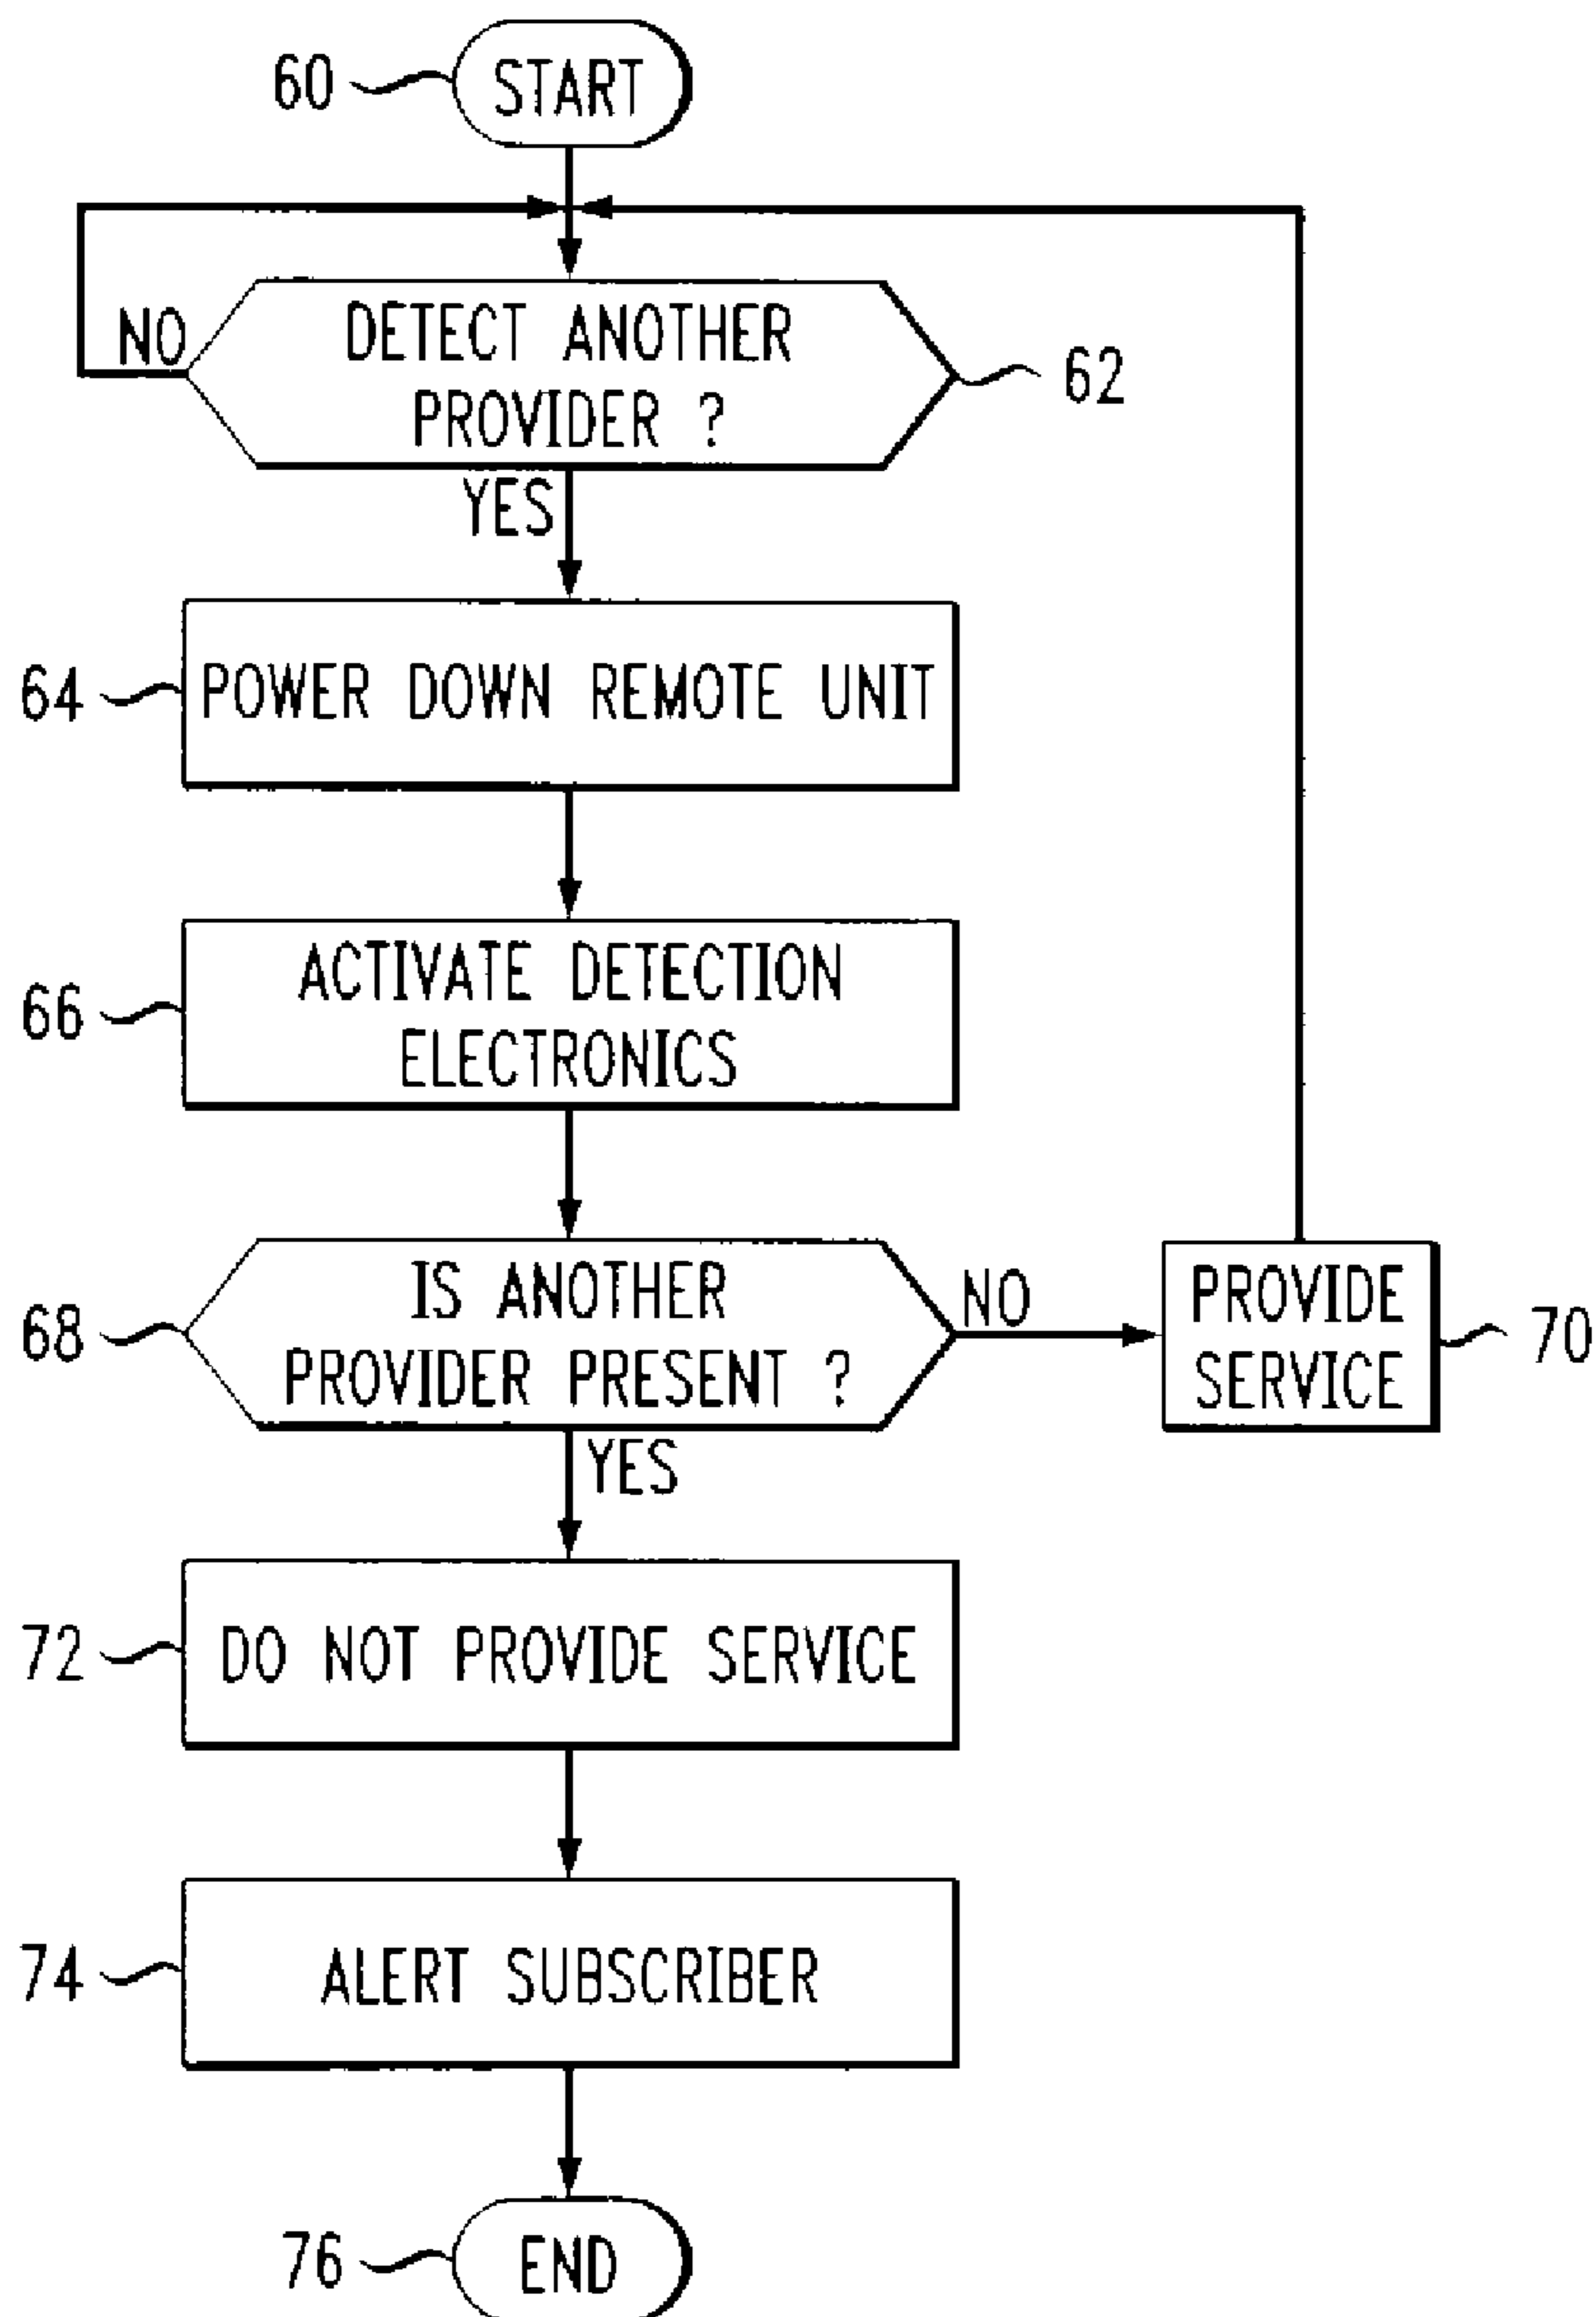 60 START
NO
DETECT ANOTHER
PROVIDER ?
62
YES
64 POWER DOWN REMOTE UNIT
66 ACTIVATE DETECTION
ELECTRONICS
68 IS ANOTHER
PROVIDER PRESENT ?
NO
PROVIDE
SERVICE
70
YES
72 DO NOT PROVIDE SERVICE
74 ALERT SUBSCRIBER
76 END